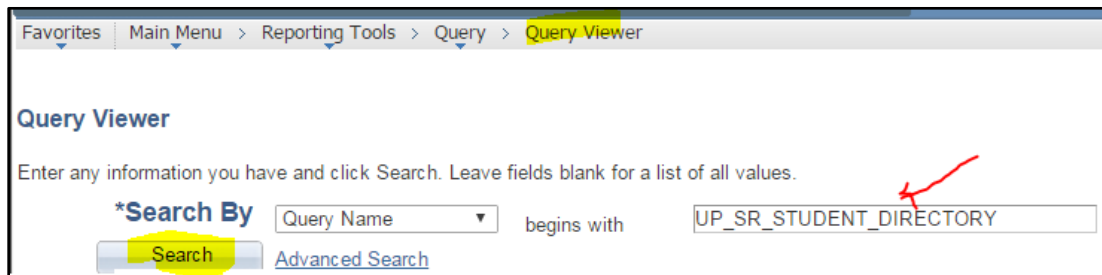 Favorites Main Menu > Reporting Tools > Query > Query Viewer
Query Viewer
Enter any information you have and click Search. Leave fields blank for a list of all values.
*Search By Query Name begins with UP_SR_STUDENT_DIRECTORY
Search Advanced Search